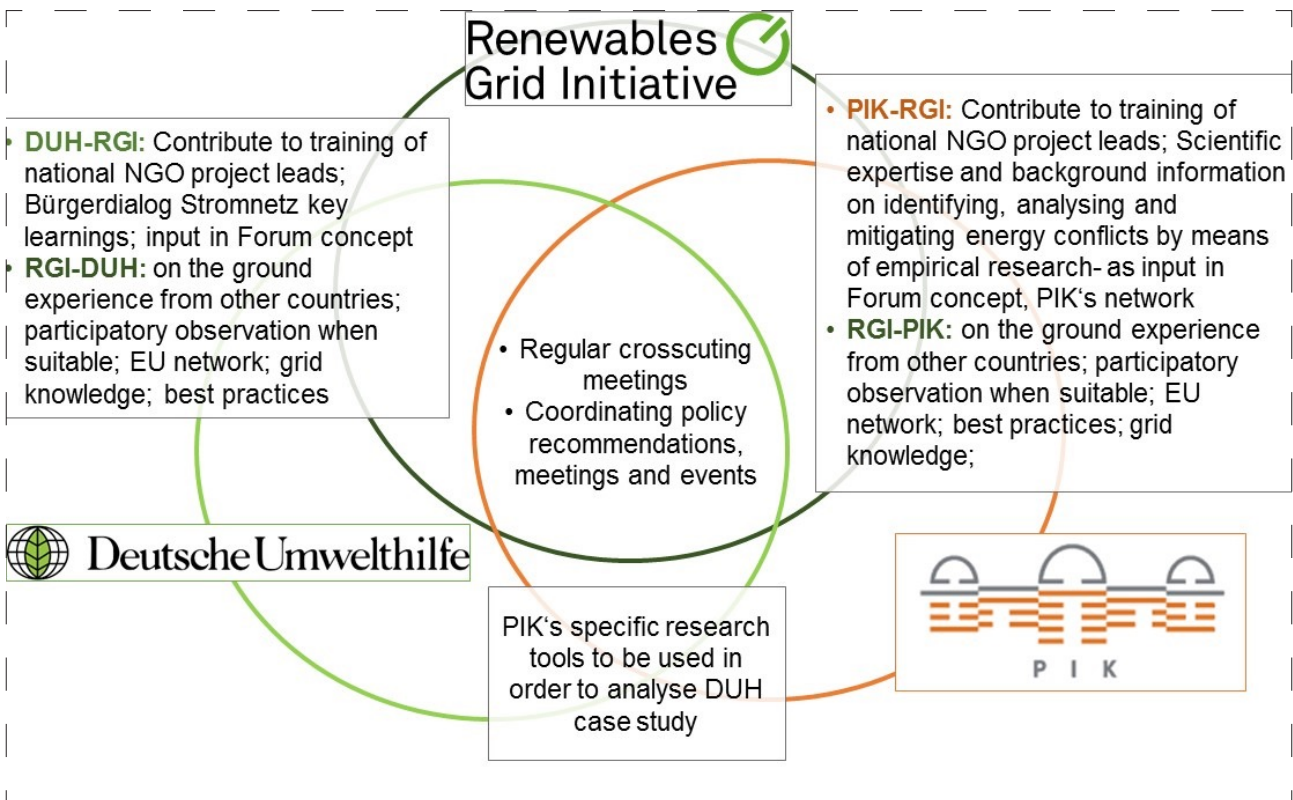 Renewables
Grid Initiative
• DUH-RGI: Contribute to training of
national NGO project leads;
Bürgerdialog Stromnetz key
learnings; input in Forum concept
• RGI-DUH: on the ground
experience from other countries;
participatory observation when
suitable; EU network; grid
knowledge; best practices
• PIK-RGI: Contribute to training of
national NGO project leads; Scientific
expertise and background information
on identifying, analysing and
mitigating energy conflicts by means
of empirical research- as input in
Forum concept, PIK‘s network
• RGI-PIK: on the ground experience
from other countries; participatory
observation when suitable; EU
network; best practices; grid
knowledge;
• Regular crosscuting
meetings
• Coordinating policy
recommendations,
meetings and events
Deutsche Umwelthilfe
PIK‘s specific research
tools to be used in
order to analyse DUH
case study
PIK